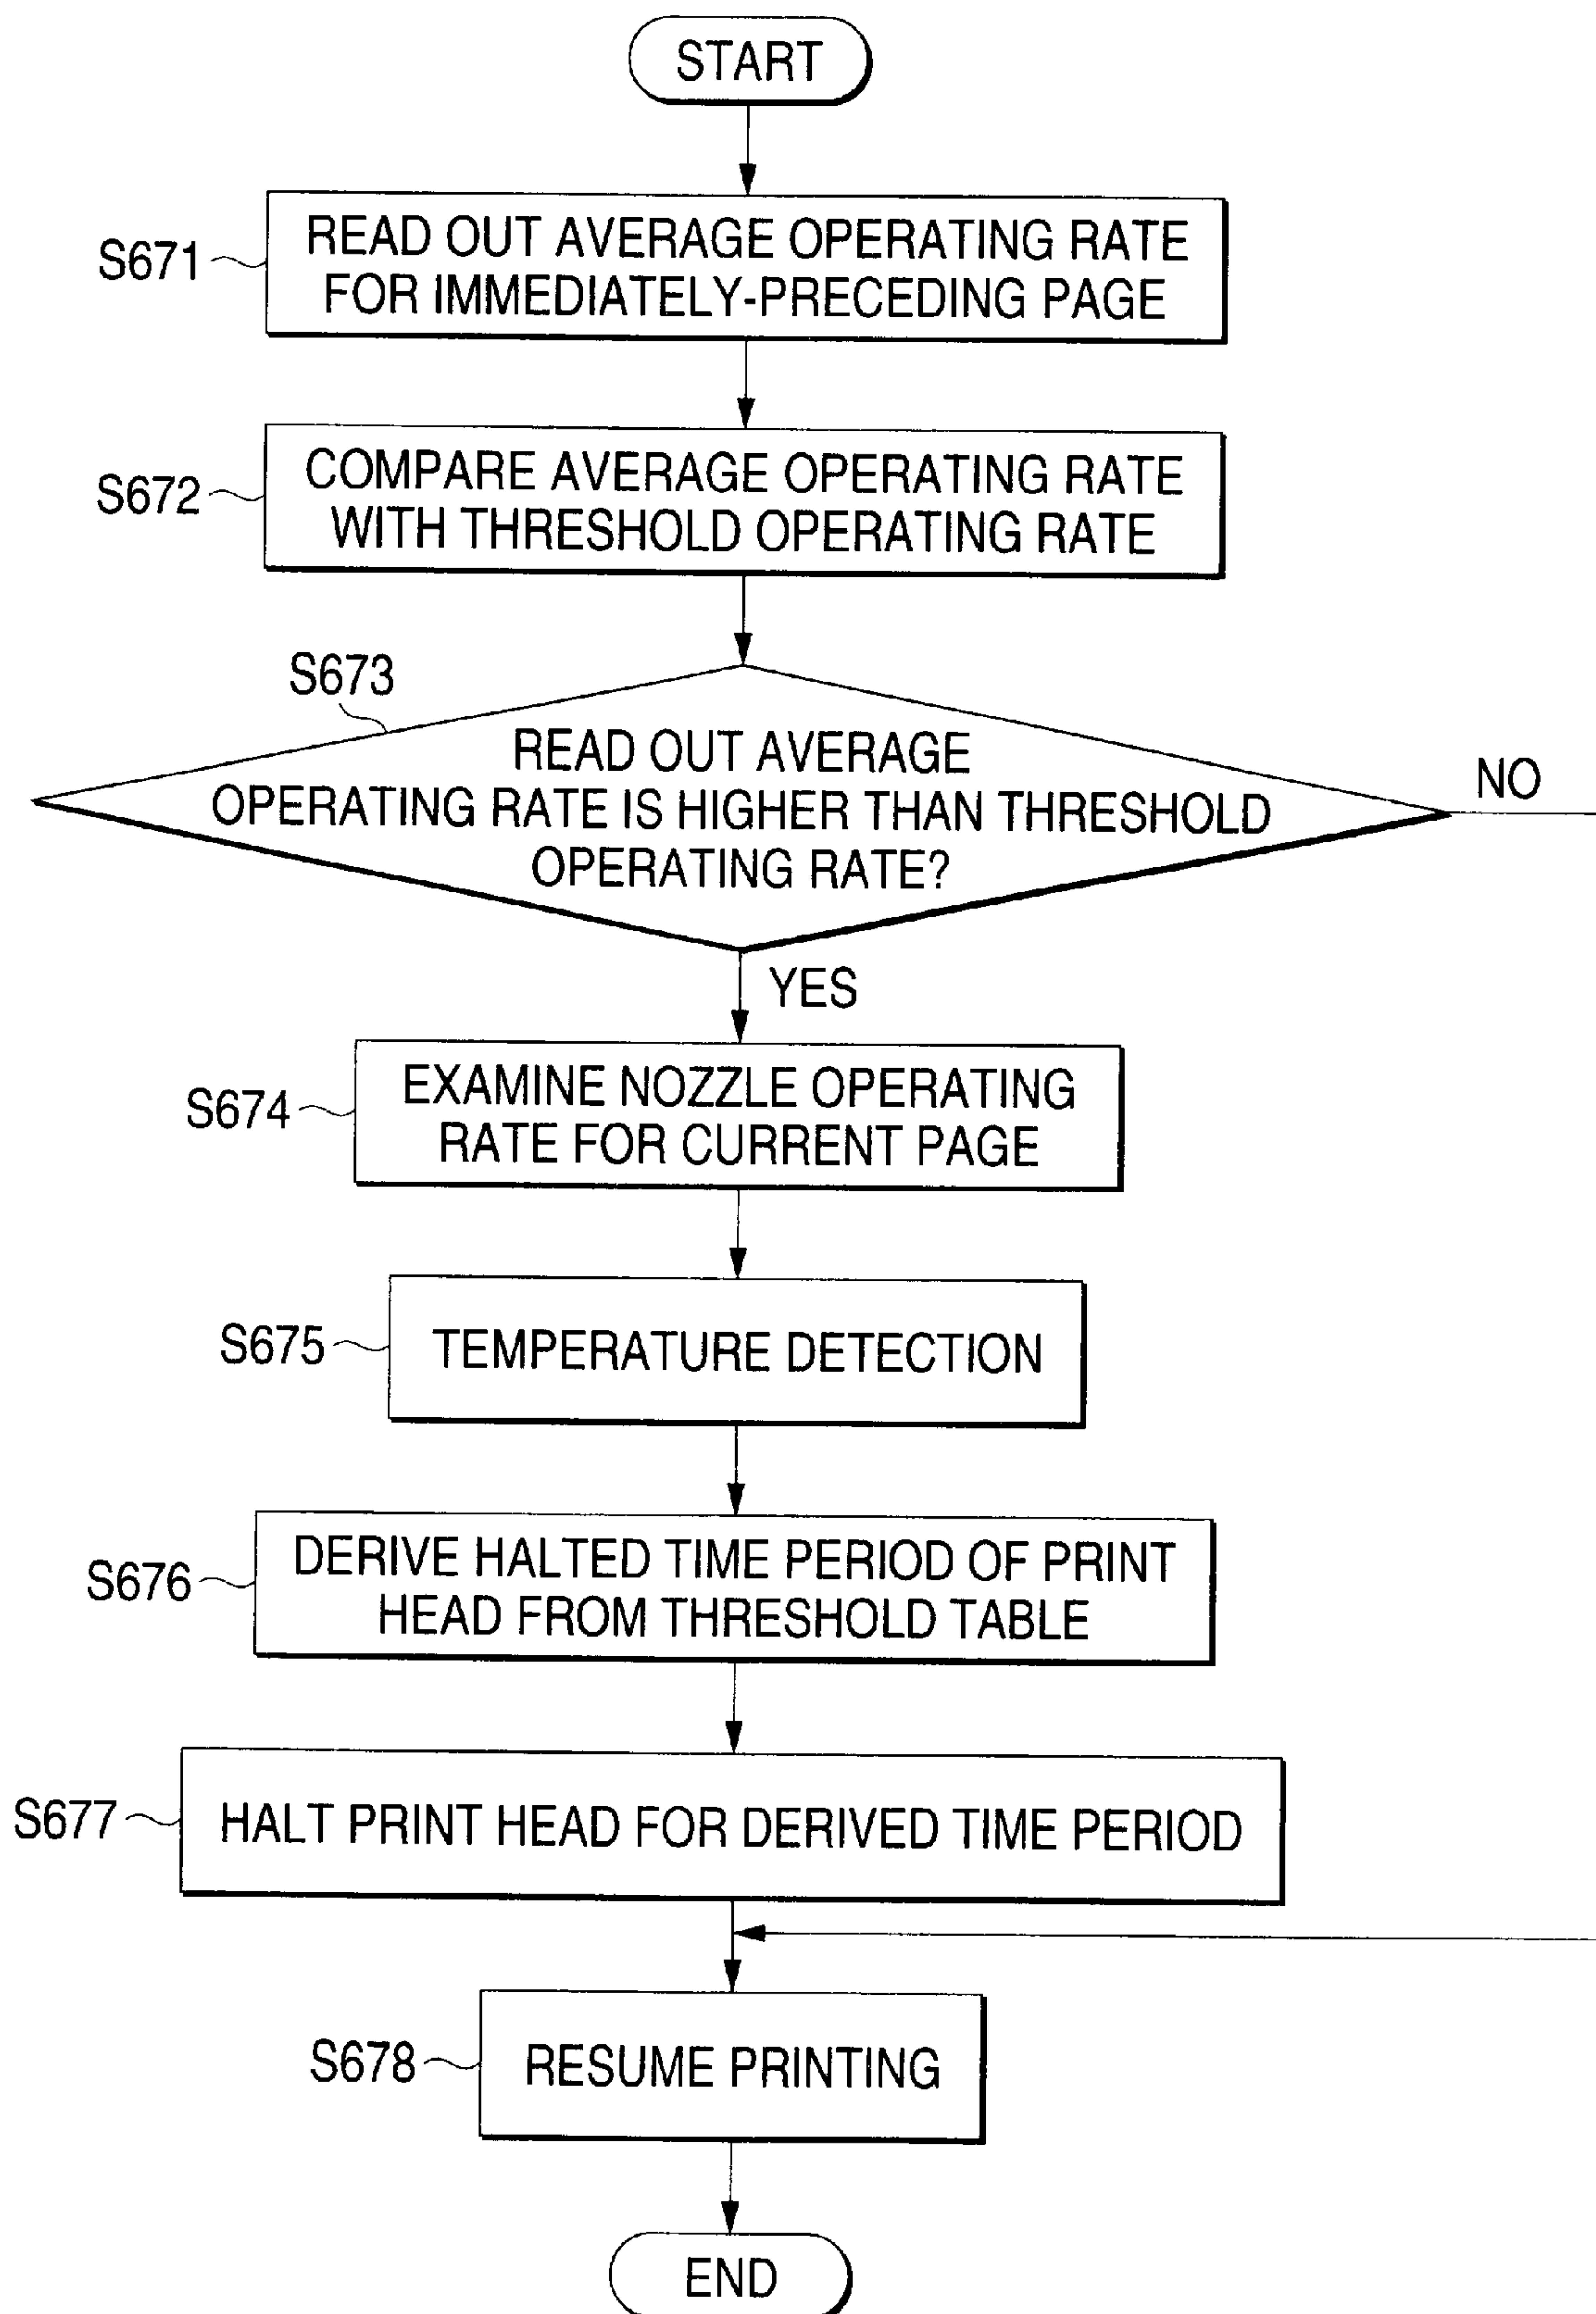 START
S671
READ OUT AVERAGE OPERATING RATE
FOR IMMEDIATELY-PRECEDING PAGE
S672
COMPARE AVERAGE OPERATING RATE
WITH THRESHOLD OPERATING RATE
S673
READ OUT AVERAGE
OPERATING RATE IS HIGHER THAN THRESHOLD
OPERATING RATE?
NO
YES
S674
EXAMINE NOZZLE OPERATING
RATE FOR CURRENT PAGE
S675
TEMPERATURE DETECTION
S676
DERIVE HALTED TIME PERIOD OF PRINT
HEAD FROM THRESHOLD TABLE
S677
HALT PRINT HEAD FOR DERIVED TIME PERIOD
S678
RESUME PRINTING
END